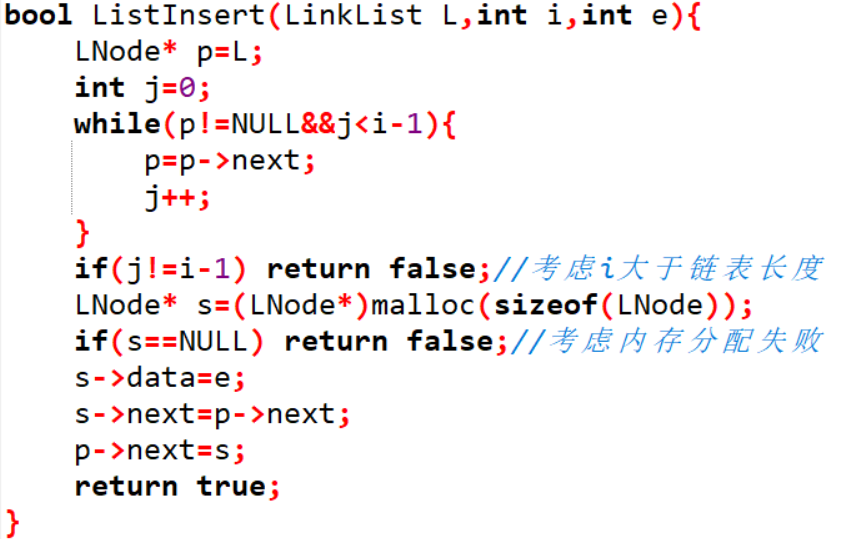 bool ListInsert(LinkList L,int i,int e){
    LNode* p=L;
    int j=0;
    while(p!=NULL&&j<i-1){
        p=p->next;
        j++;
    }
    if(j!=i-1) return false;//考虑i大于链表长度
    LNode* s=(LNode*)malloc(sizeof(LNode));
    if(s==NULL) return false;//考虑内存分配失败
    s->data=e;
    s->next=p->next;
    p->next=s;
    return true;
}